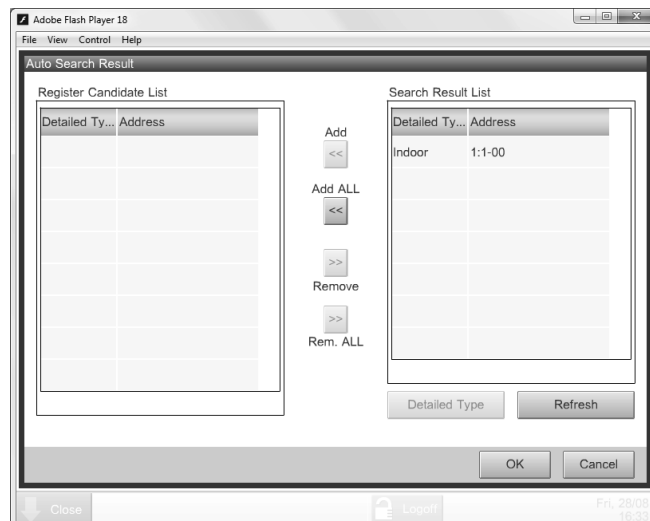 Adobe Flash Player 18
File View Control Help
Auto Search Result
Register Candidate List
Detailed Ty... Address
Add
<<
Add ALL
<<
>>
Remove
>>
Rem. ALL
Search Result List
Detailed Ty... Address
Indoor 1:1-00
Detailed Type Refresh
OK Cancel
Close Logoff Fri, 28/08
16:33